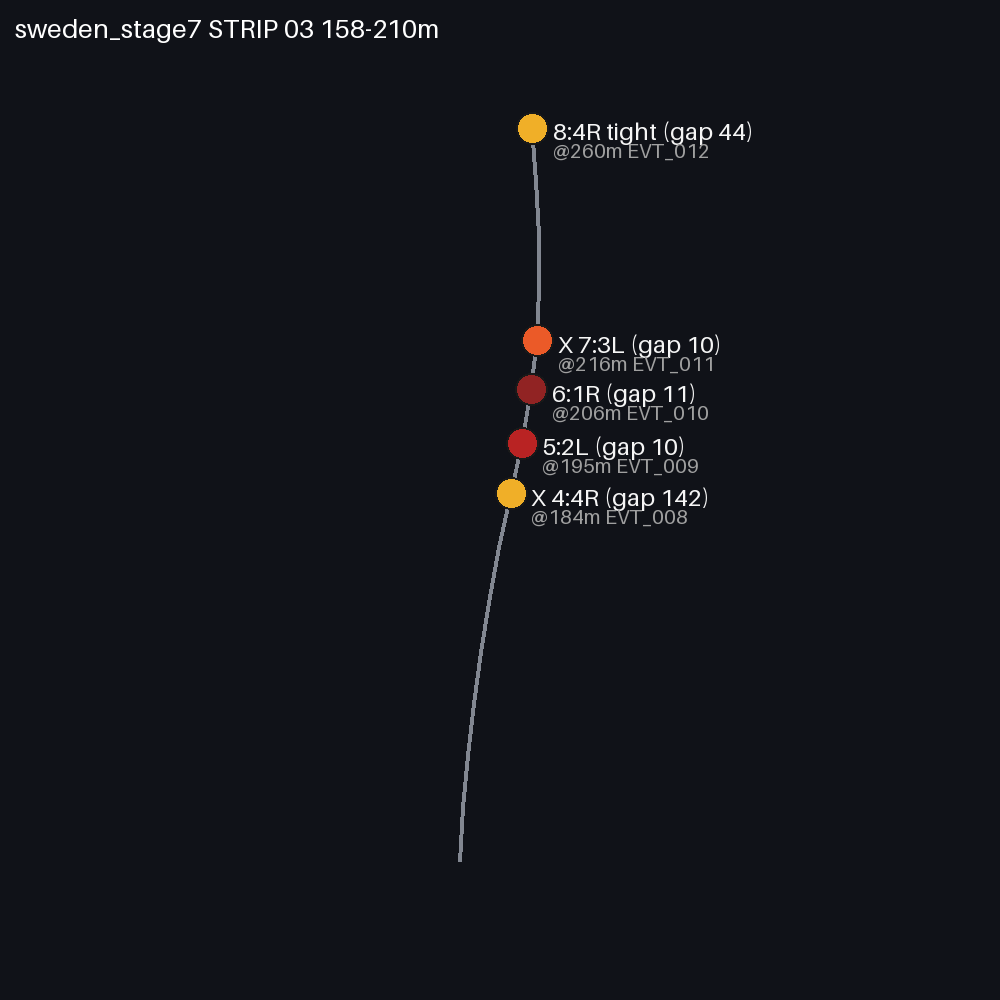 sweden_stage7 STRIP 03 158-210m
8:4R tight (gap 44)
@260m EVT_012
X 7:3L (gap 10)
@216m EVT_011
6:1R (gap 11)
@206m EVT_010
5:2L (gap 10)
@195m EVT_009
X 4:4R (gap 142)
@184m EVT_008